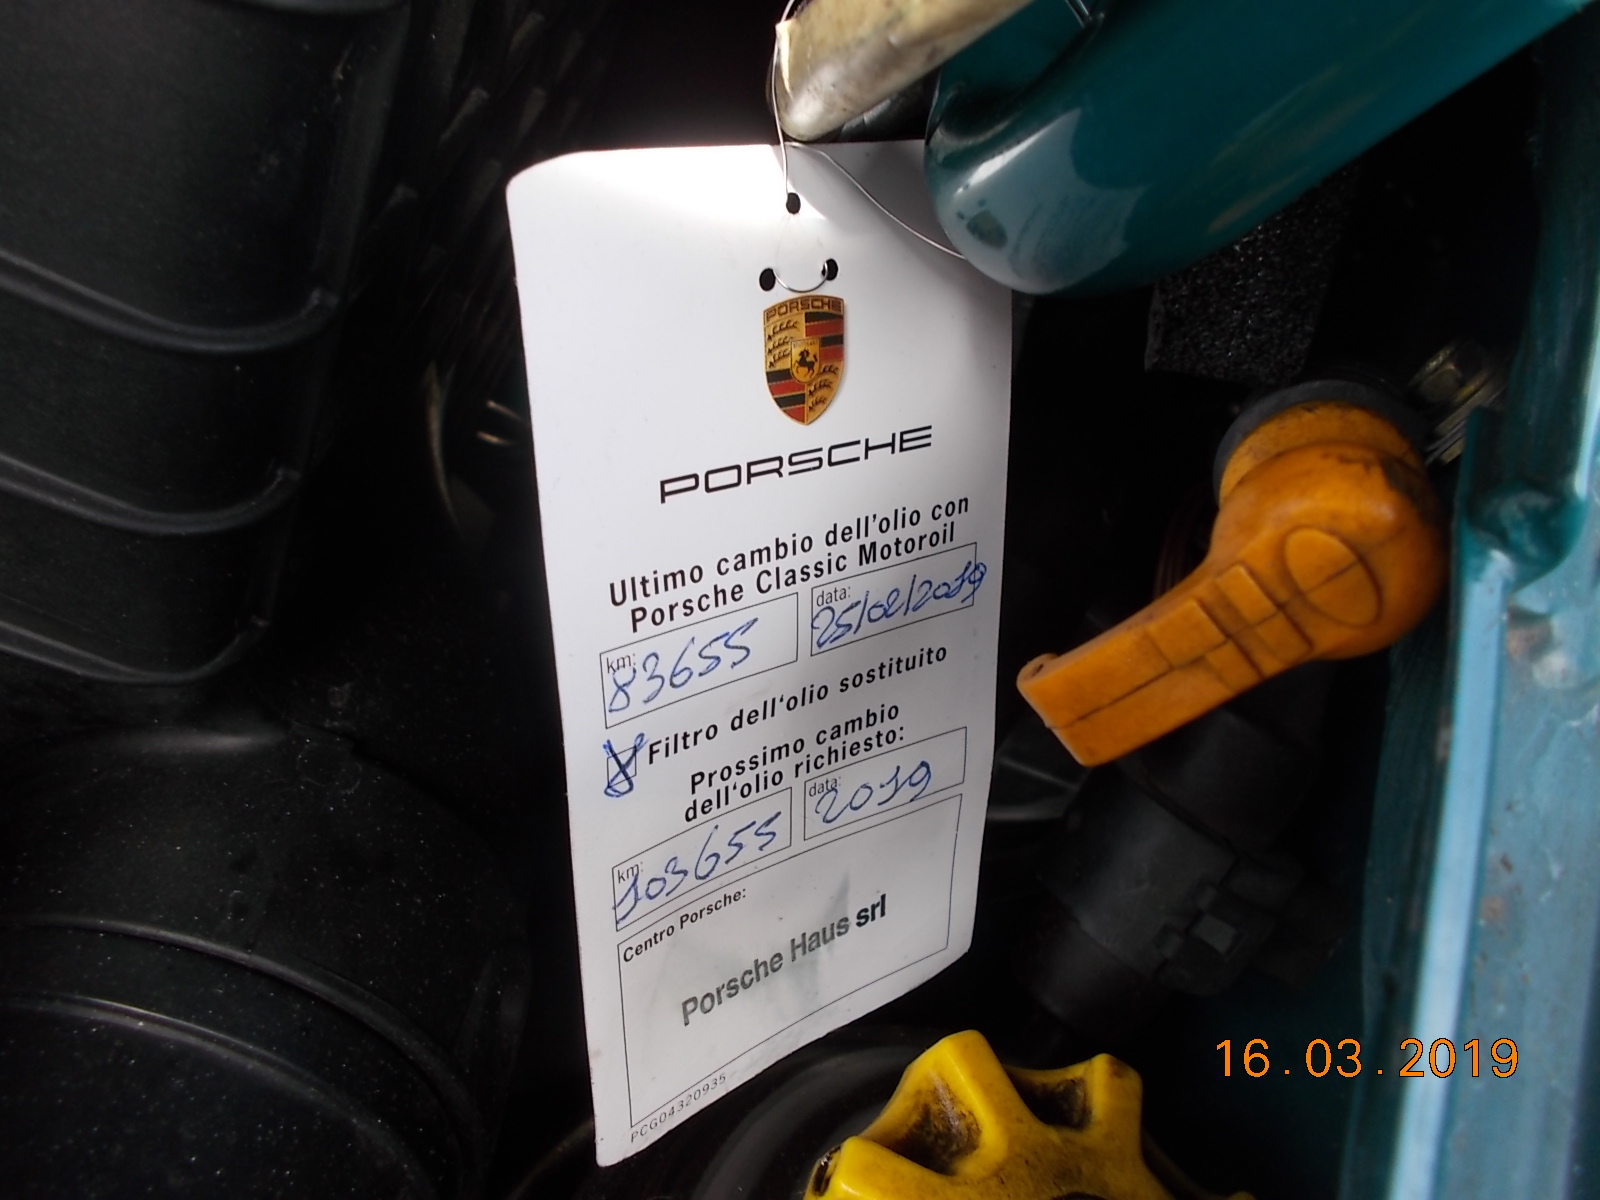 PORSCHE
PORSCHE
Ultimo cambio dell'olio con
Porsche Classic Motoroil
km: 83655
data: 25/02/2019
Filtro dell'olio sostituito
Prossimo cambio
dell'olio richiesto:
km: 103655
data: 2019
Centro Porsche:
Porsche Haus srl
PCG04320935
16.03.2019